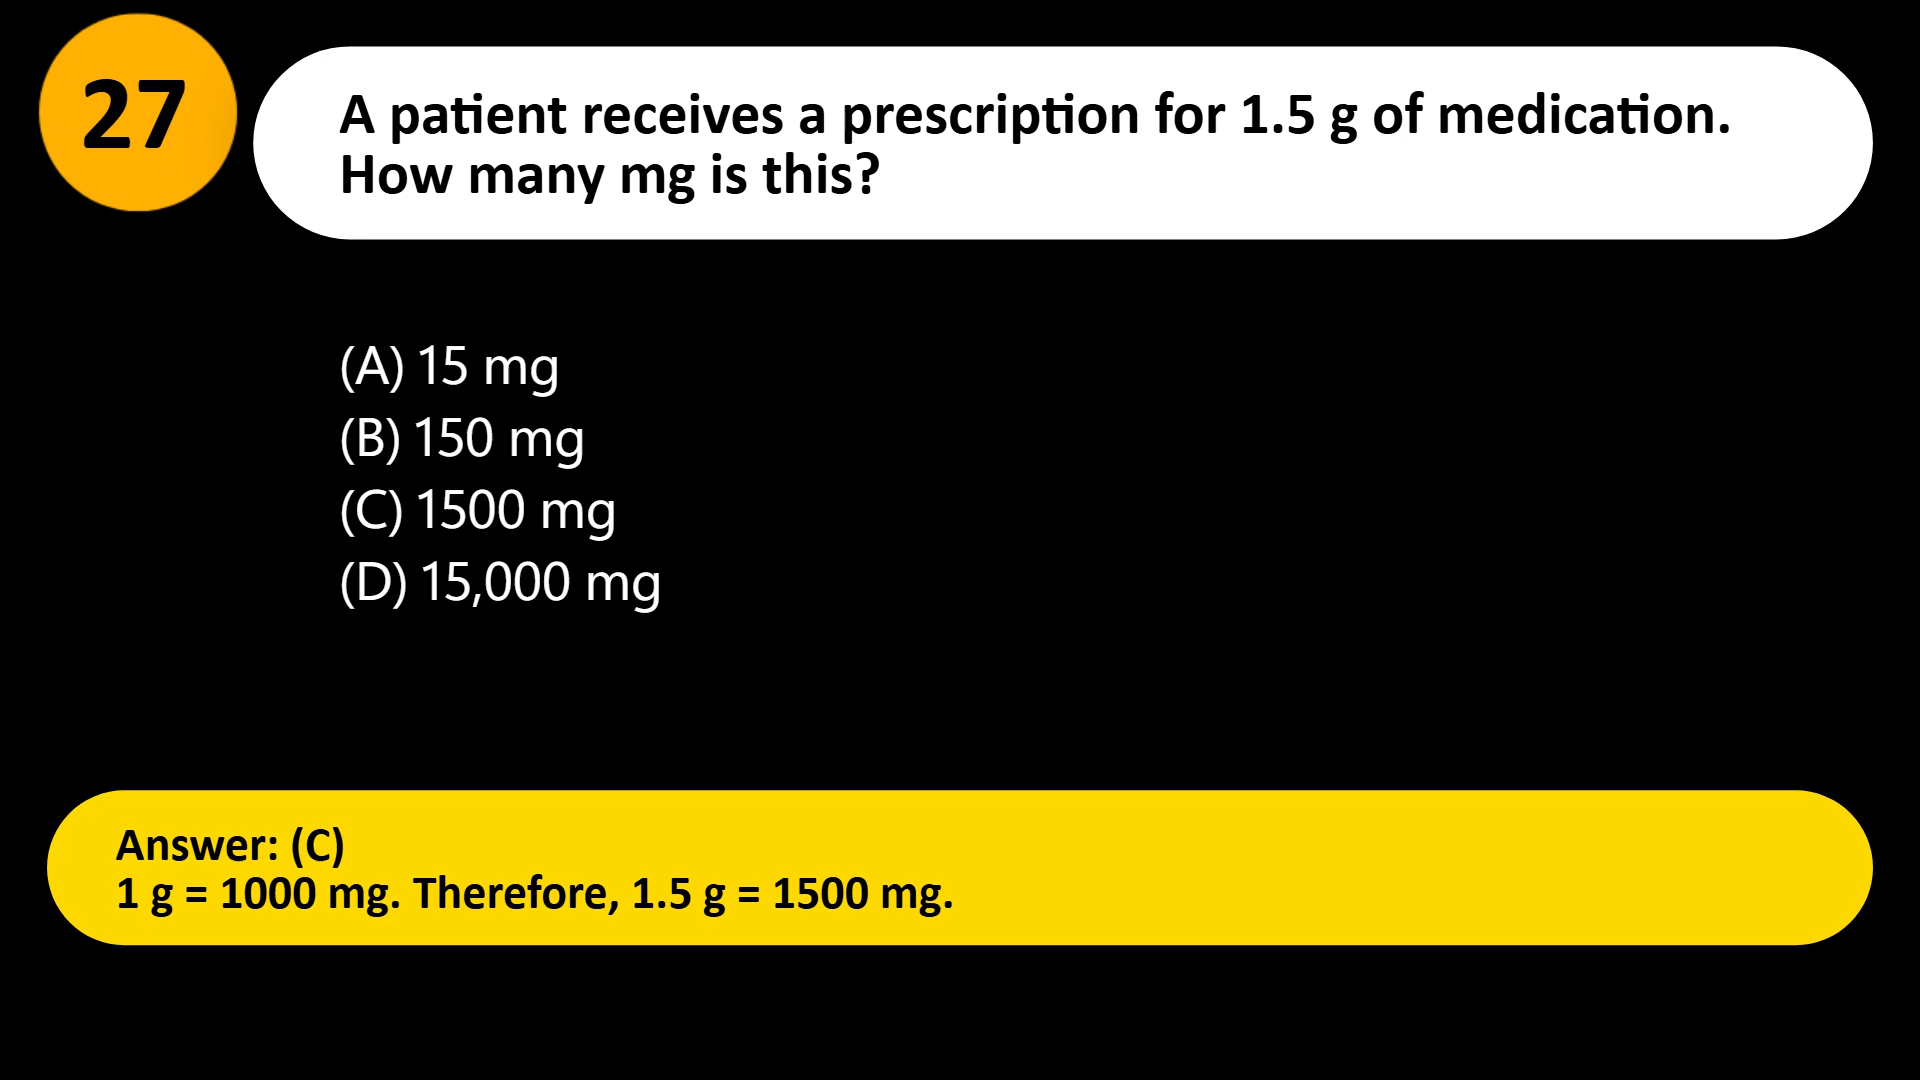 27
A patient receives a prescription for 1.5 g of medication.
How many mg is this?
(A) 15 mg
(B) 150 mg
(C) 1500 mg
(D) 15,000 mg
Answer: (C)
1 g = 1000 mg. Therefore, 1.5 g = 1500 mg.